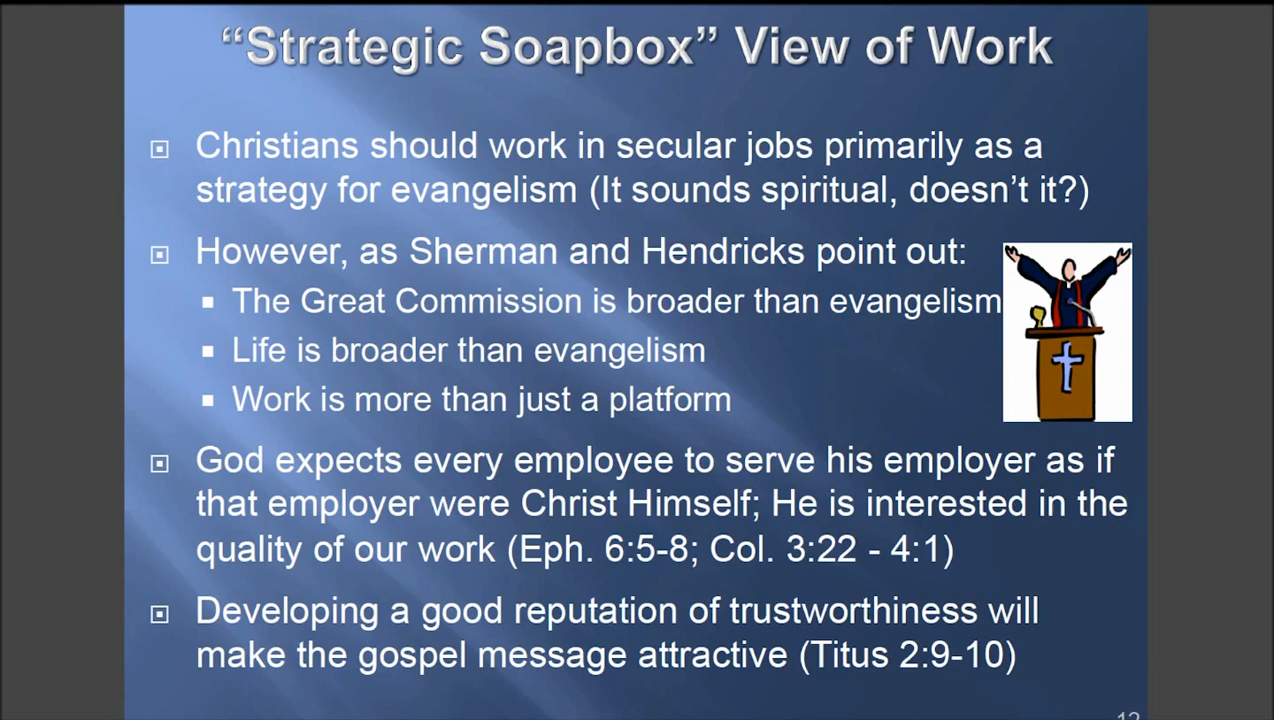 “Strategic Soapbox” View of Work
Christians should work in secular jobs primarily as a
strategy for evangelism (It sounds spiritual, doesn’t it?)
However, as Sherman and Hendricks point out:
The Great Commission is broader than evangelism
Life is broader than evangelism
Work is more than just a platform
God expects every employee to serve his employer as if
that employer were Christ Himself; He is interested in the
quality of our work (Eph. 6:5-8; Col. 3:22 - 4:1)
Developing a good reputation of trustworthiness will
make the gospel message attractive (Titus 2:9-10)